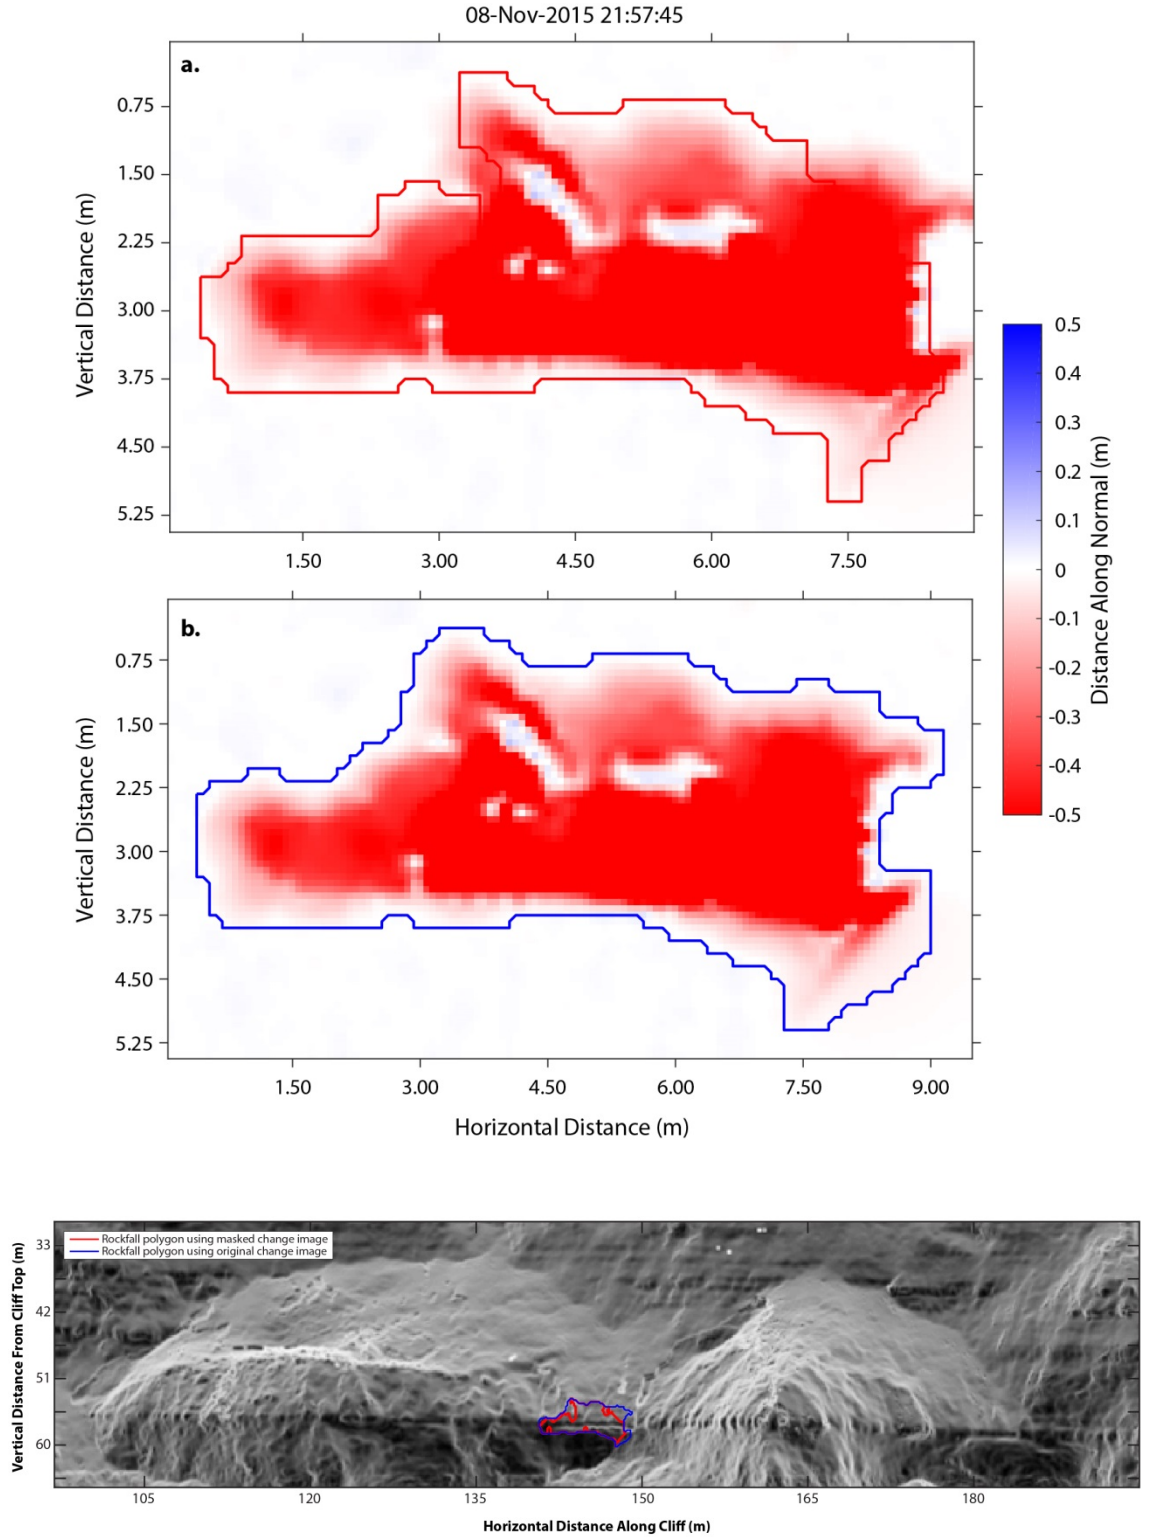 08-Nov-2015 21:57:45
a.
0.75
1.50
2.25
3.00
3.75
4.50
5.25
Vertical Distance (m)
1.50 3.00 4.50 6.00 7.50
b.
0.75
1.50
2.25
3.00
3.75
4.50
5.25
Vertical Distance (m)
1.50 3.00 4.50 6.00 7.50 9.00
Horizontal Distance (m)
0.5
0.4
0.3
0.2
0.1
0
-0.1
-0.2
-0.3
-0.4
-0.5
Distance Along Normal (m)
Rockfall polygon using masked change image
Rockfall polygon using original change image
33
42
51
60
Vertical Distance From Cliff Top (m)
105 120 135 150 165 180
Horizontal Distance Along Cliff (m)